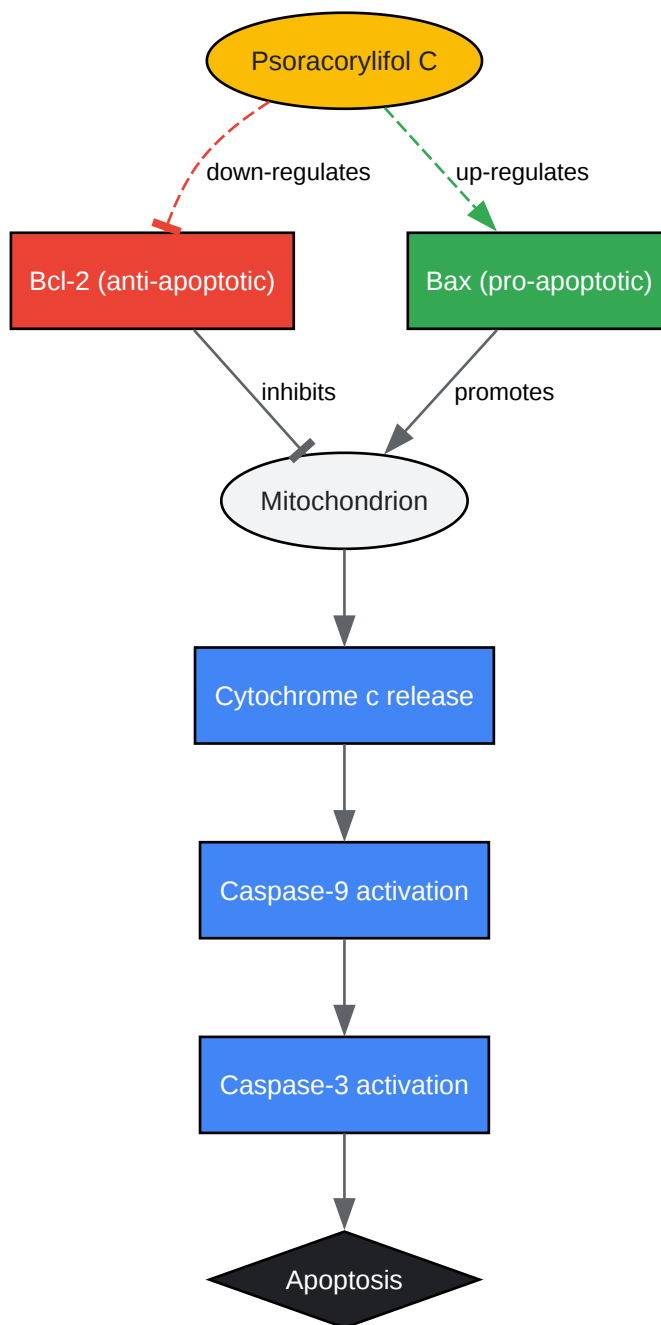 Psoracorylifol C
down-regulates
up-regulates
Bcl-2 (anti-apoptotic)
Bax (pro-apoptotic)
inhibits
promotes
Mitochondrion
Cytochrome c release
Caspase-9 activation
Caspase-3 activation
Apoptosis